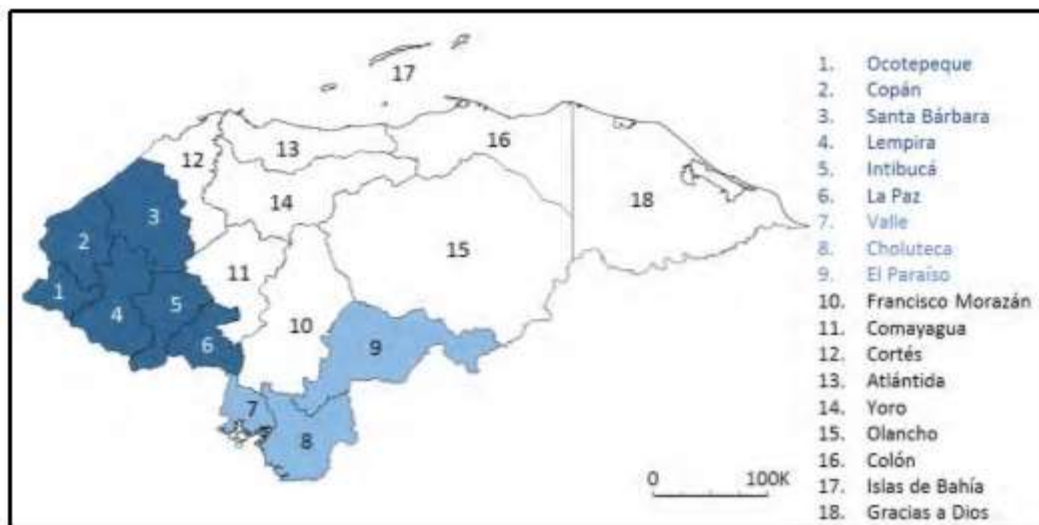 17
16
13
12
14
18
3
2
15
11
1
5
4
10
6
9
7
8
0 100K
1. Ocotepeque
2. Copán
3. Santa Bárbara
4. Lempira
5. Intibucá
6. La Paz
7. Valle
8. Choluteca
9. El Paraíso
10. Francisco Morazán
11. Comayagua
12. Cortés
13. Atlántida
14. Yoro
15. Olancho
16. Colón
17. Islas de Bahía
18. Gracias a Dios